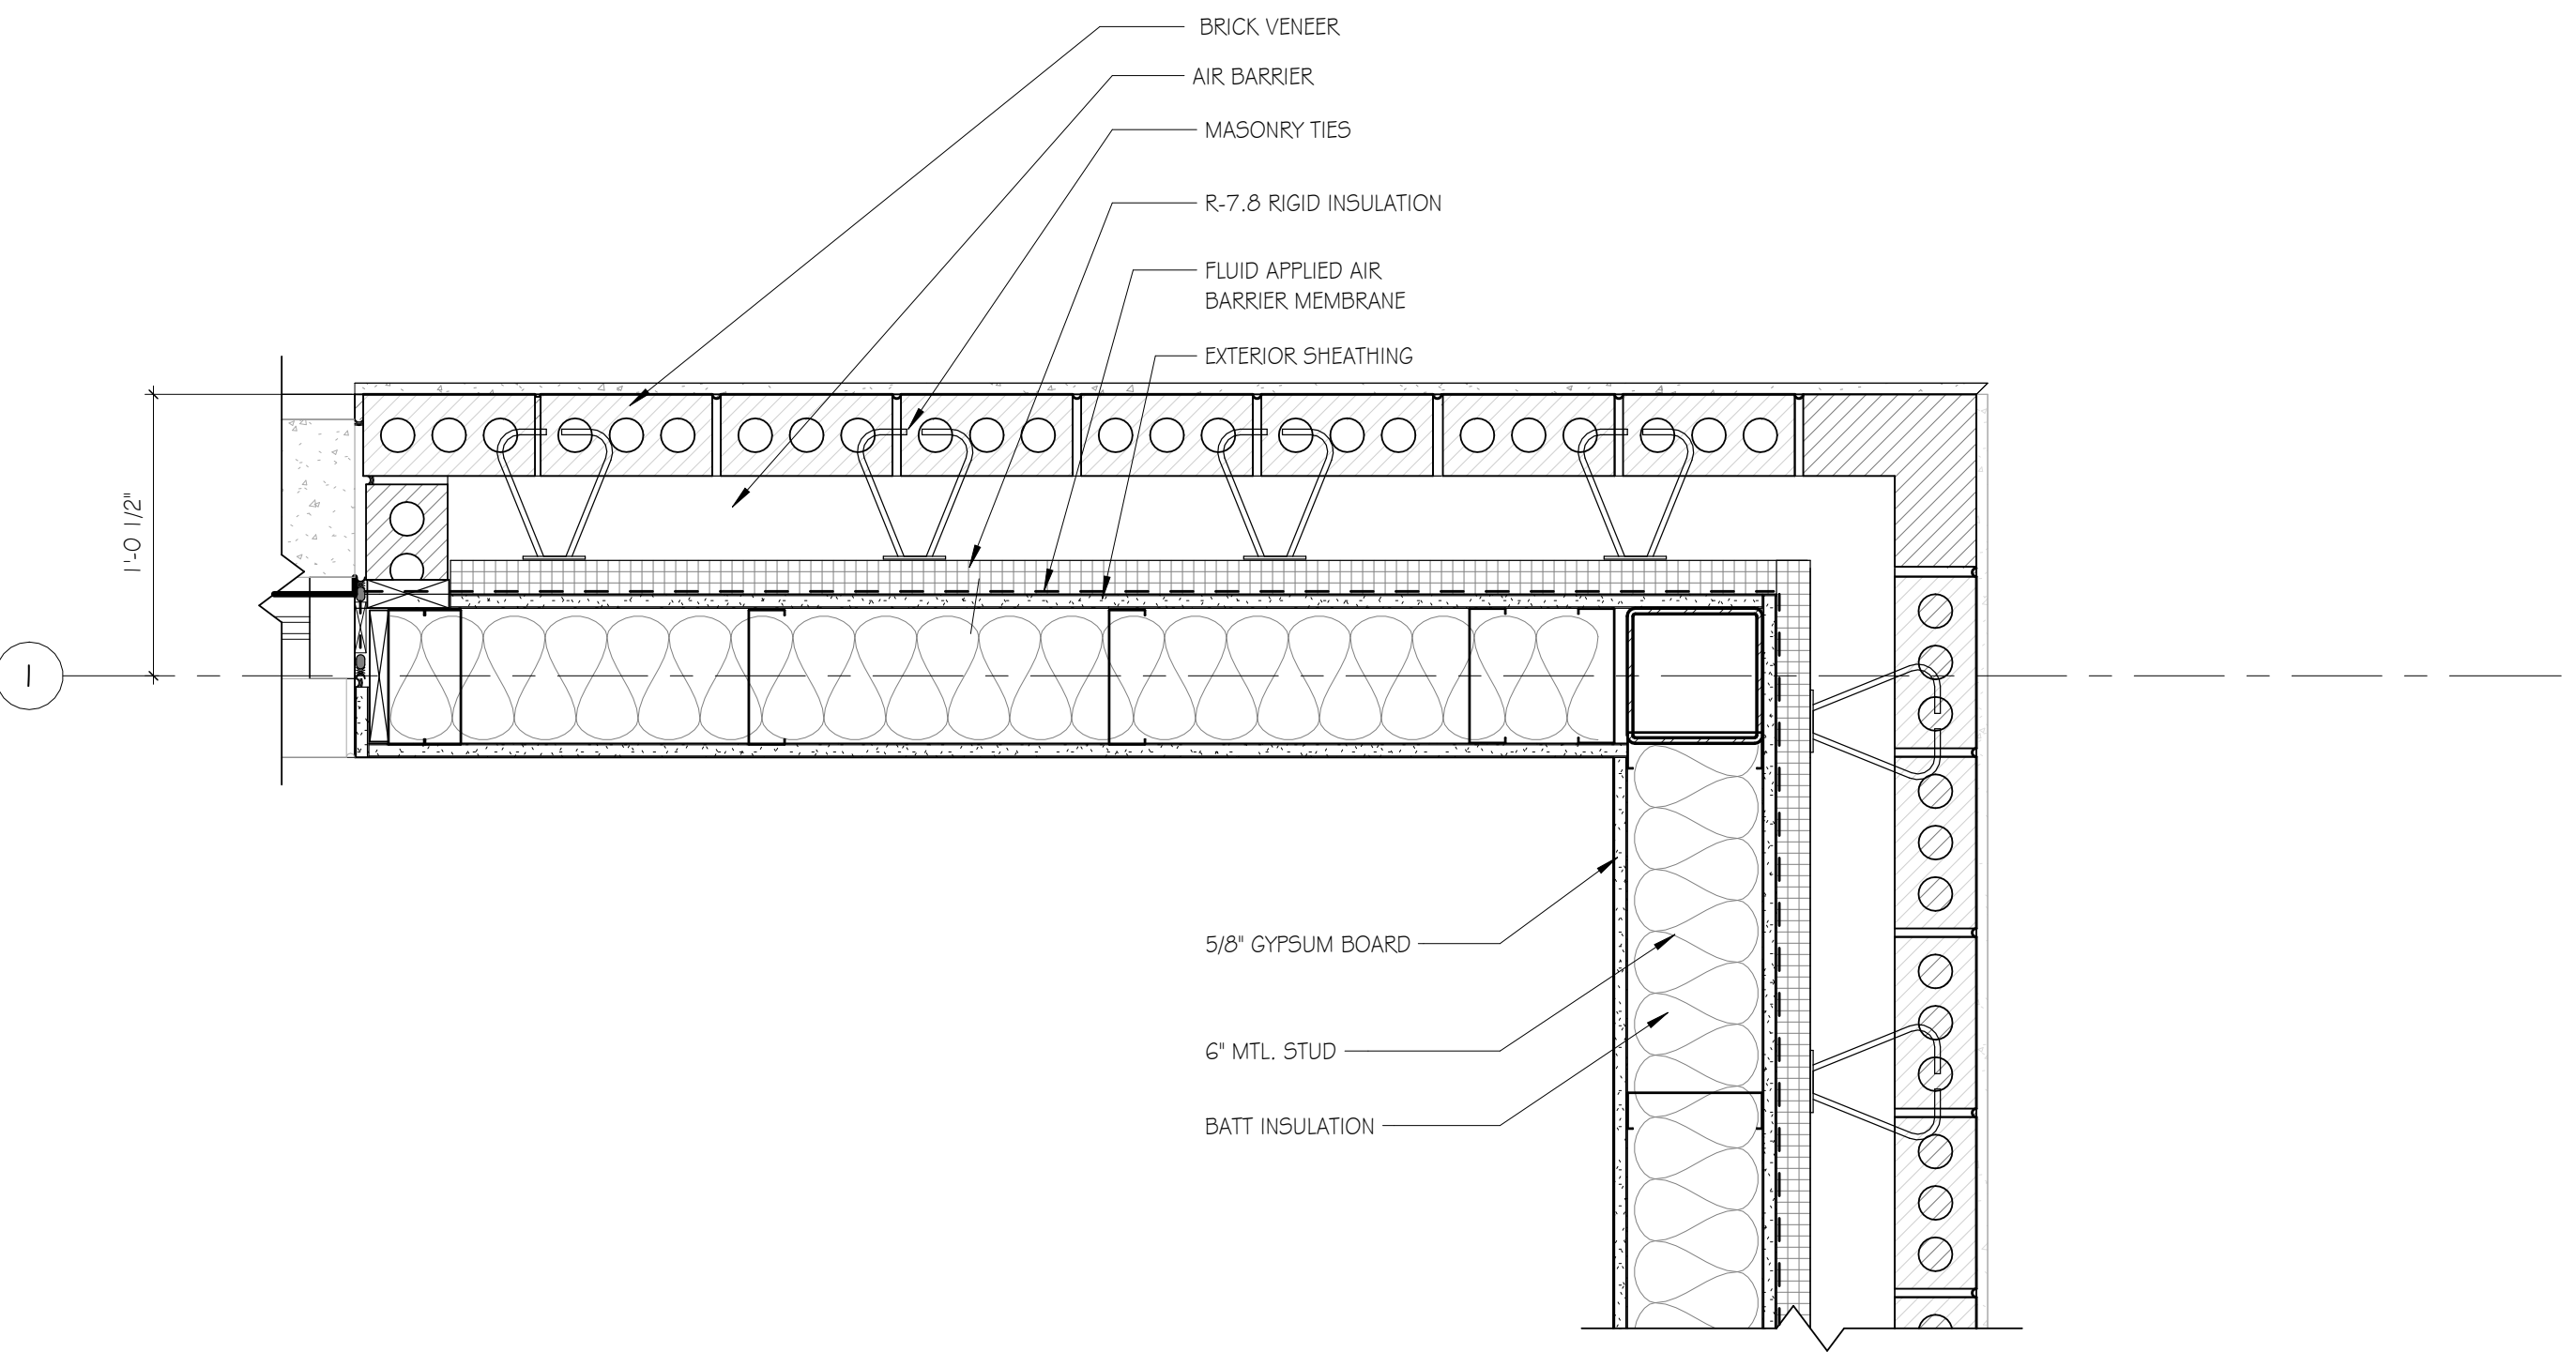 BRICK VENEER
AIR BARRIER
MASONRY TIES
R-7.8 RIGID INSULATION
FLUID APPLIED AIR
BARRIER MEMBRANE
EXTERIOR SHEATHING
1'-0 1/2"
1
5/8" GYPSUM BOARD
6" MTL. STUD
BATT INSULATION